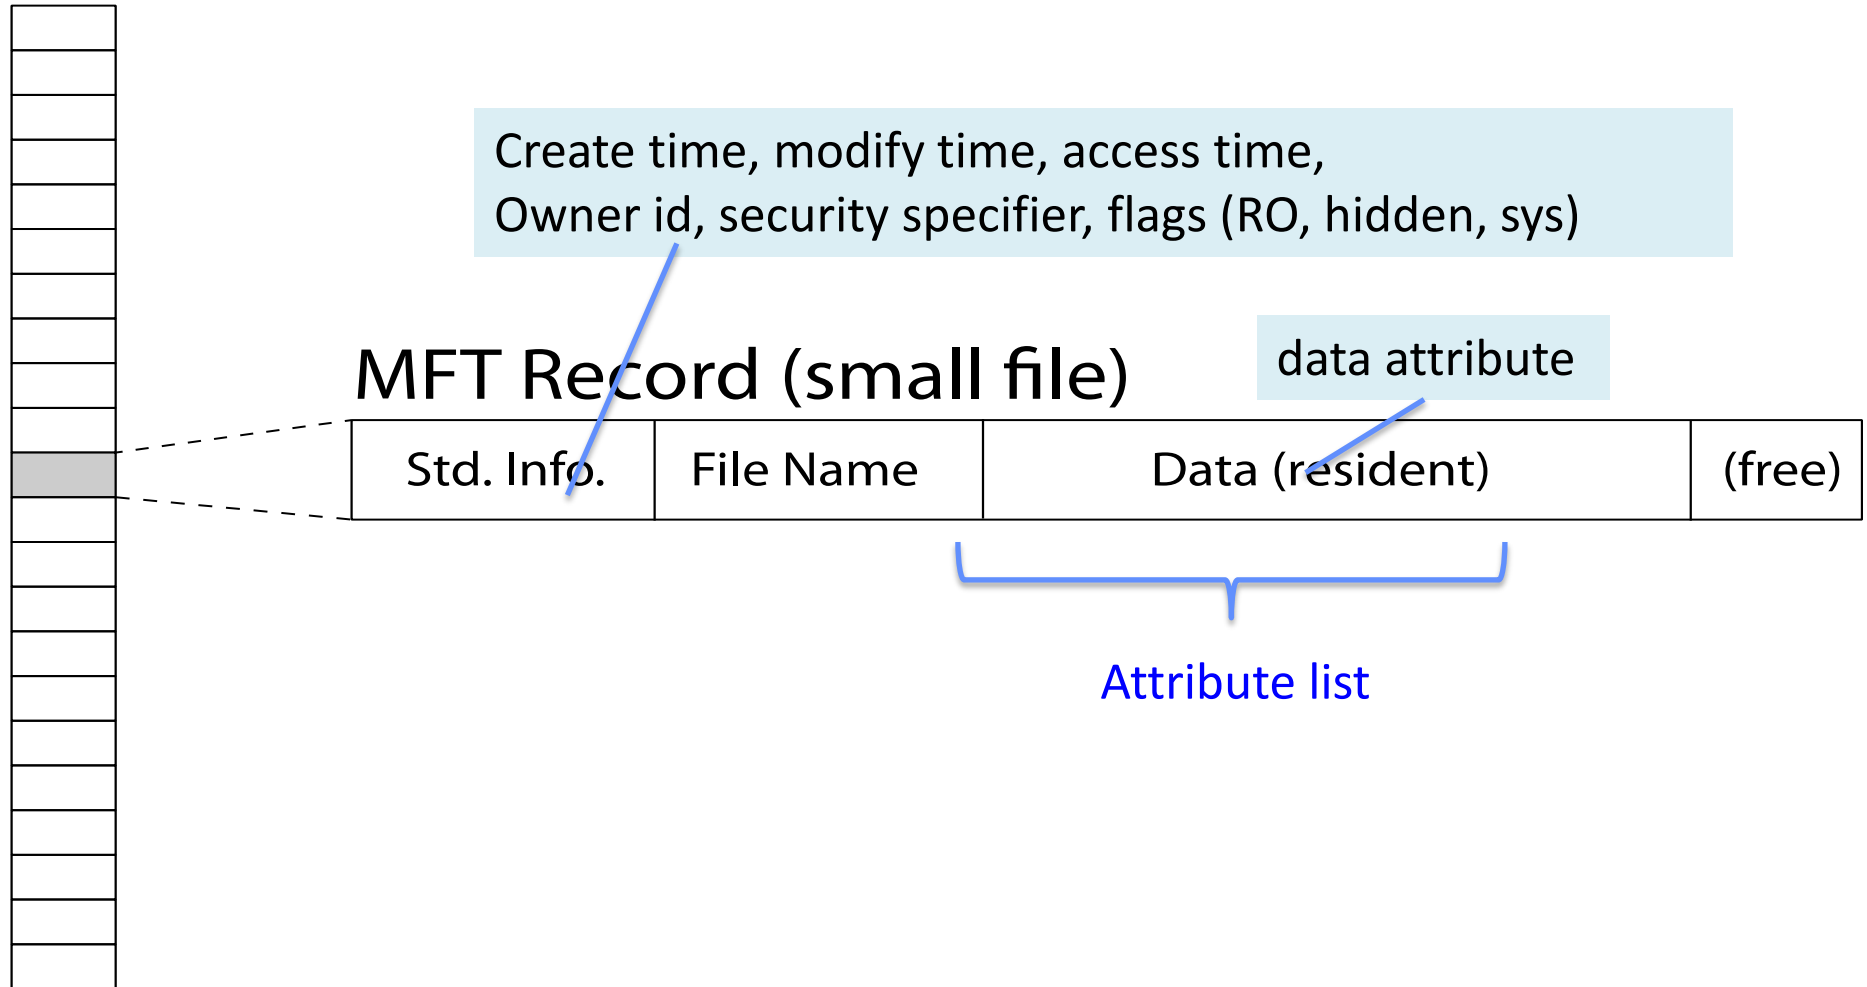 Create time, modify time, access time,
Owner id, security specifier, flags (RO, hidden, sys)
MFT Record (small file)
data attribute
Std. Info.
File Name
Data (resident)
(free)
Attribute list